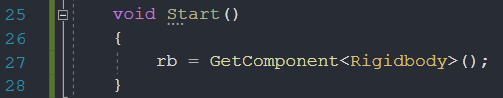 25 void Start()
26 {
27 rb = GetComponent<Rigidbody>();
28 }